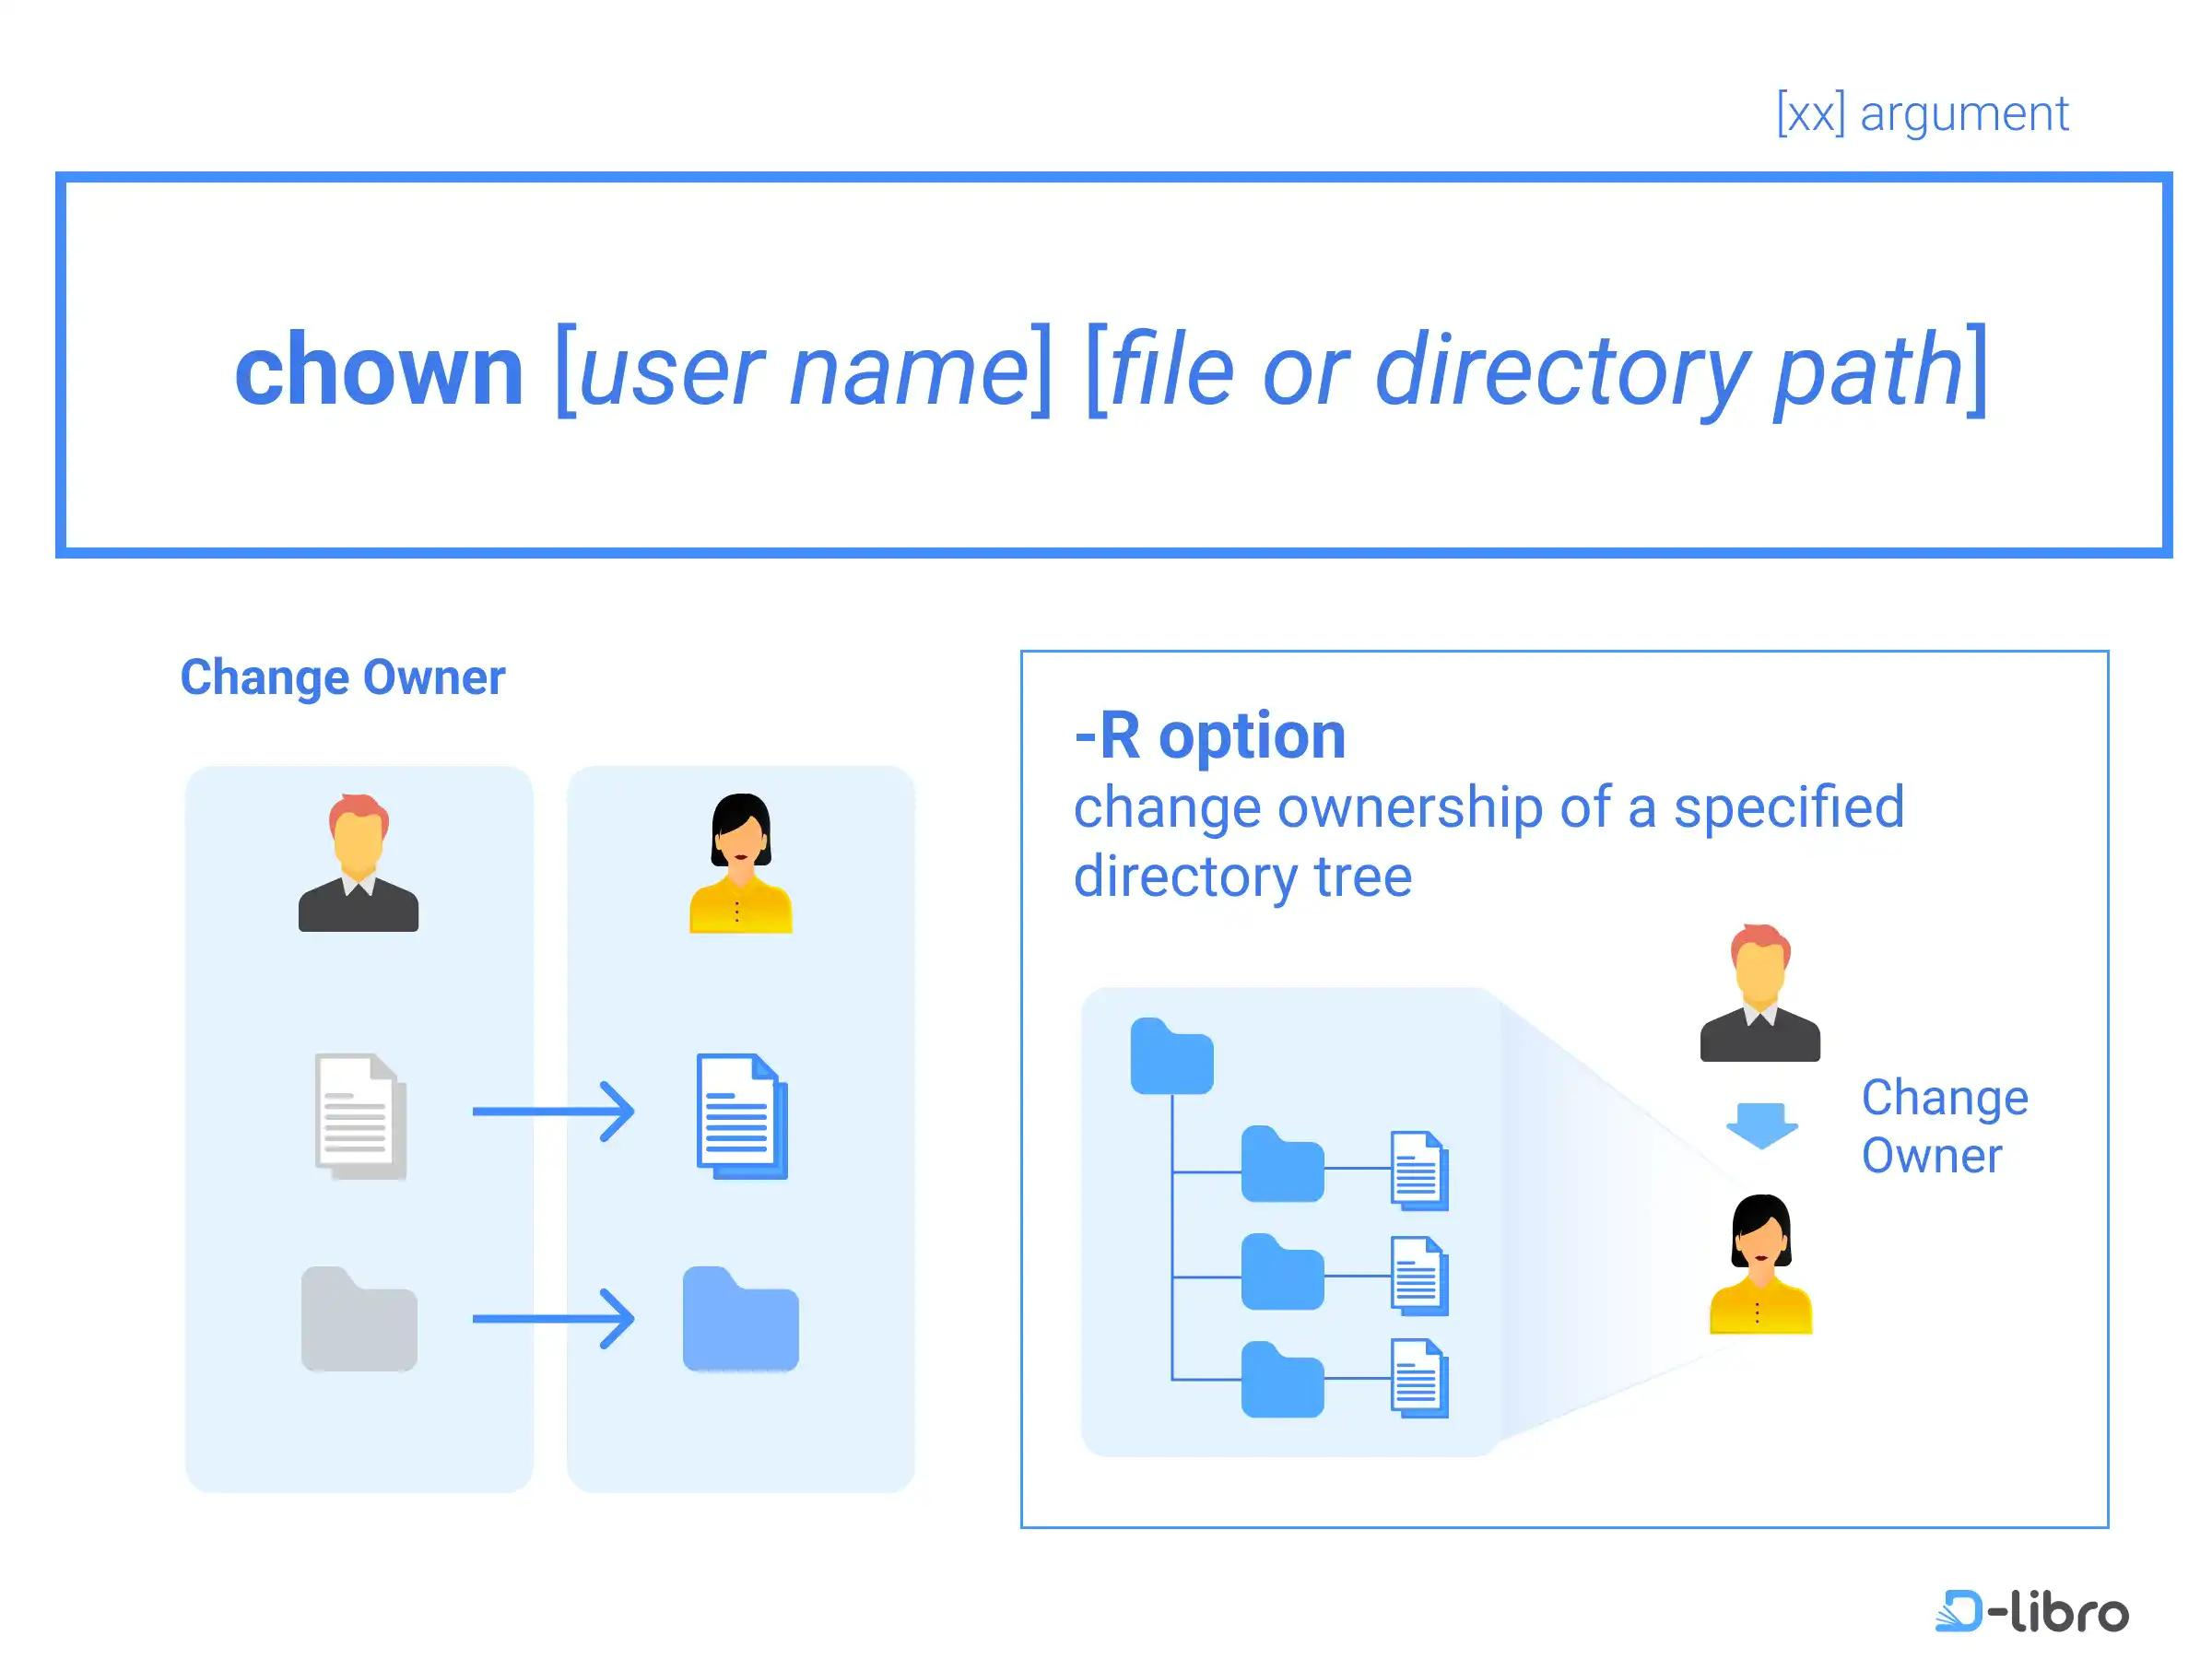 [xx] argument
chown [user name] [file or directory path]
Change Owner
-R option
change ownership of a specified
directory tree
Change
Owner
D-libro